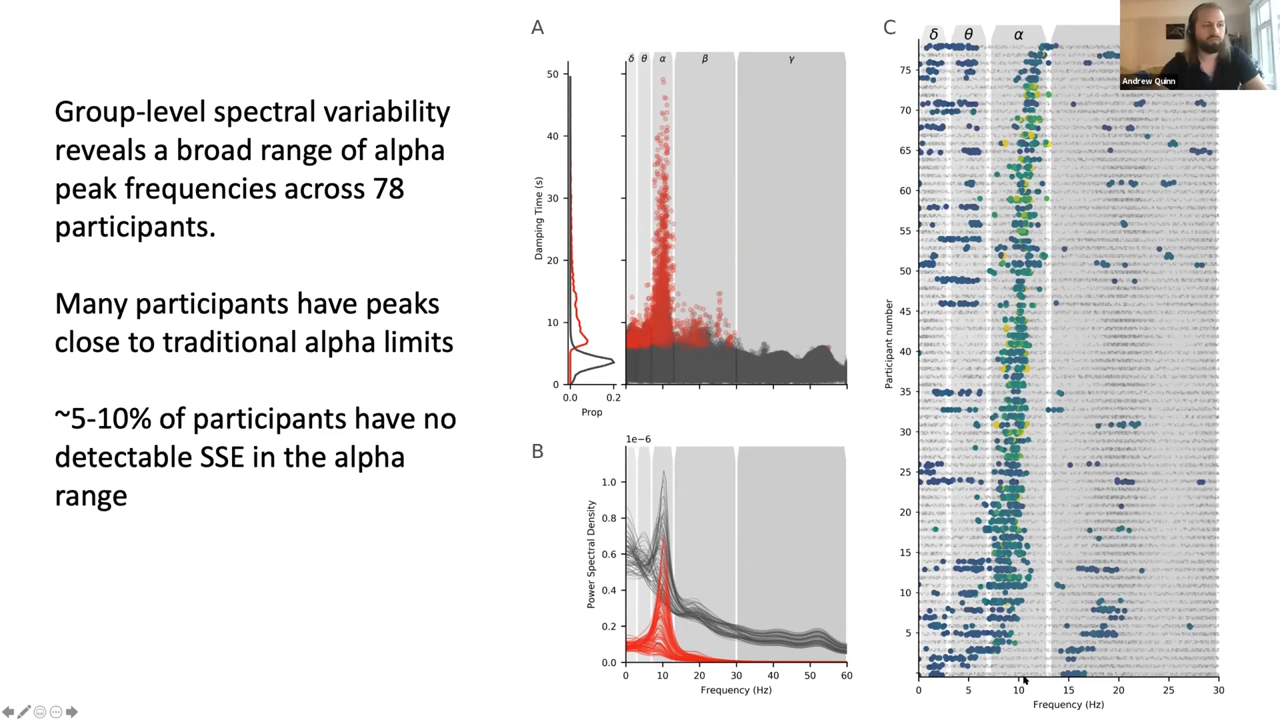 Group-level spectral variability
reveals a broad range of alpha
peak frequencies across 78
participants.
Many participants have peaks
close to traditional alpha limits
~5-10% of participants have no
detectable SSE in the alpha
range
A
δ θ α β γ
50
40
30
20
10
0
Damping Time (s)
0.0 0.2
Prop
B
1e−6
1.0
0.8
0.6
0.4
0.2
0.0
Power Spectral Density
0 10 20 30 40 50 60
Frequency (Hz)
C
δ θ α
75
70
65
60
55
50
45
40
35
30
25
20
15
10
5
Participant number
0 5 10 15 20 25 30
Frequency (Hz)
Andrew Quinn